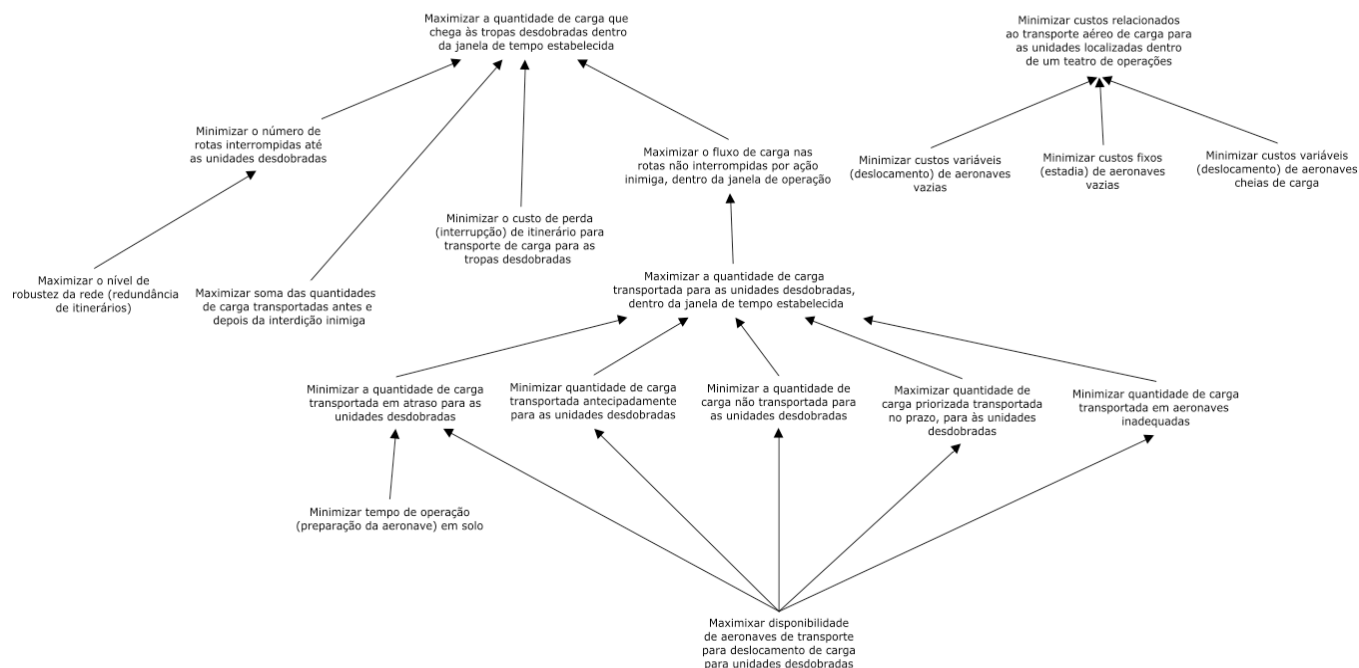 Maximizar a quantidade de carga que
chega às tropas desdobradas dentro
da janela de tempo estabelecida
Minimizar custos relacionados
ao transporte aéreo de carga para
as unidades localizadas dentro
de um teatro de operações
Minimizar o número de
rotas interrompidas até
as unidades desdobradas
Maximizar o fluxo de carga nas
rotas não interrompidas por ação
inimiga, dentro da janela de operação
Minimizar custos variáveis
(deslocamento) de aeronaves
vazias
Minimizar custos fixos
(estadia) de aeronaves
vazias
Minimizar custos variáveis
(deslocamento) de aeronaves
cheias de carga
Minimizar o custo de perda
(interrupção) de itinerário para
transporte de carga para as
tropas desdobradas
Maximizar o nível de
robustez da rede (redundância
de itinerários)
Maximizar soma das quantidades
de carga transportadas antes e
depois da interdição inimiga
Maximizar a quantidade de carga
transportada para as unidades desdobradas,
dentro da janela de tempo estabelecida
Minimizar a quantidade de carga
transportada em atraso para as
unidades desdobradas
Minimizar quantidade de carga
transportada antecipadamente
para as unidades desdobradas
Minimizar a quantidade de
carga não transportada para
as unidades desdobradas
Maximizar quantidade de
carga priorizada transportada
no prazo, para às unidades
desdobradas
Minimizar quantidade de carga
transportada em aeronaves
inadequadas
Minimizar tempo de operação
(preparação da aeronave) em solo
Maximixar disponibilidade
de aeronaves de transporte
para deslocamento de carga
para unidades desdobradas